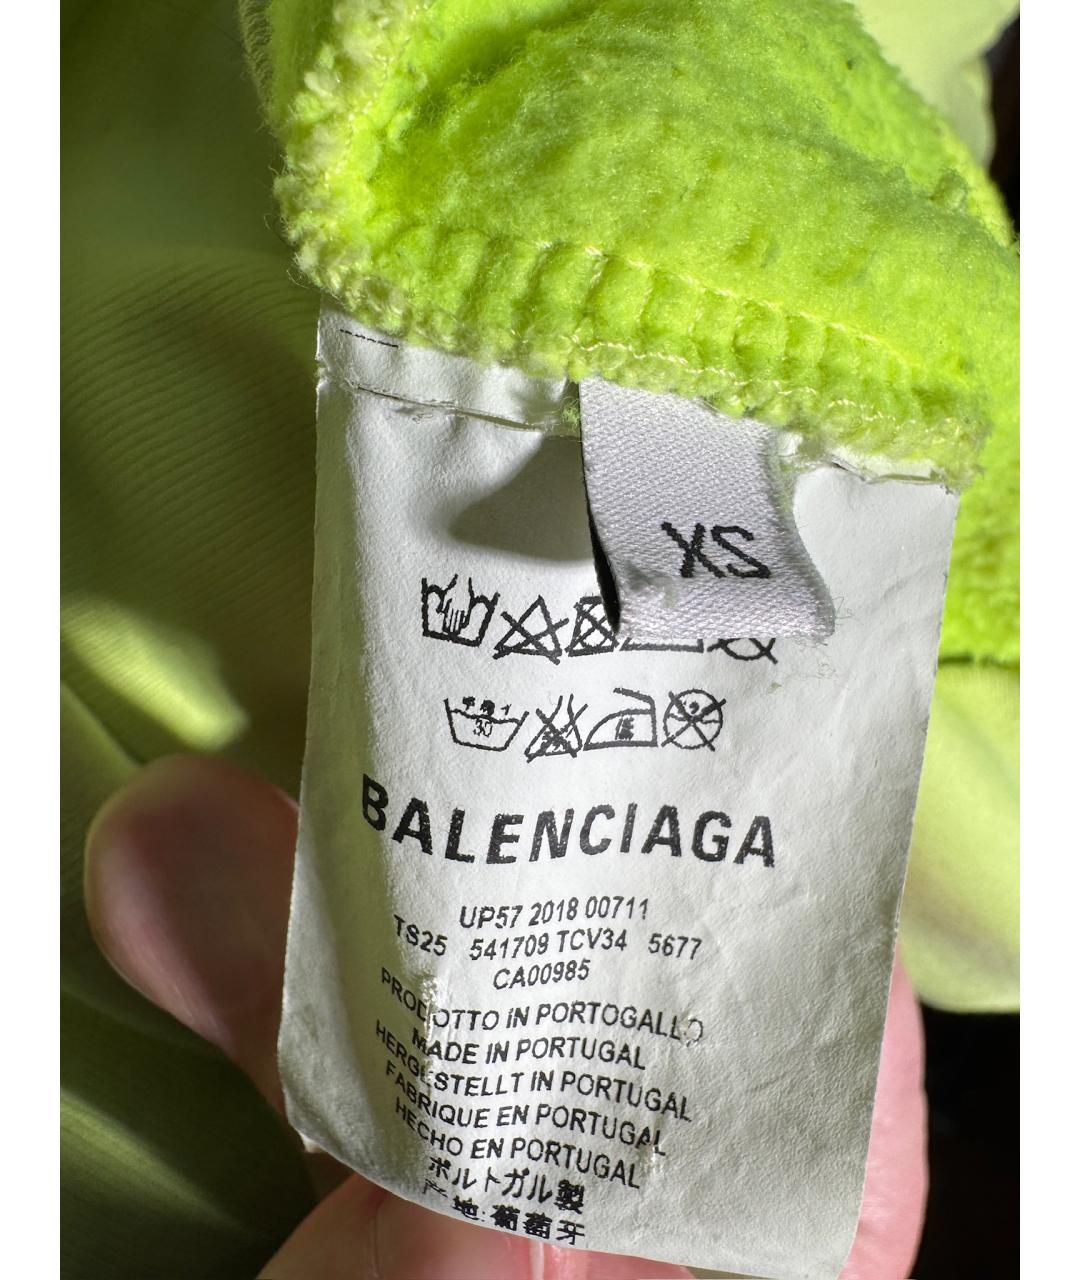 XS
30
BALENCIAGA
UP57 2018 00711
TS25 541709 TCV34 5677
CA00985
PRODOTTO IN PORTOGALLO
MADE IN PORTUGAL
HERGESTELLT IN PORTUGAL
FABRIQUE EN PORTUGAL
HECHO EN PORTUGAL
ポルトガル製
产地:葡萄牙